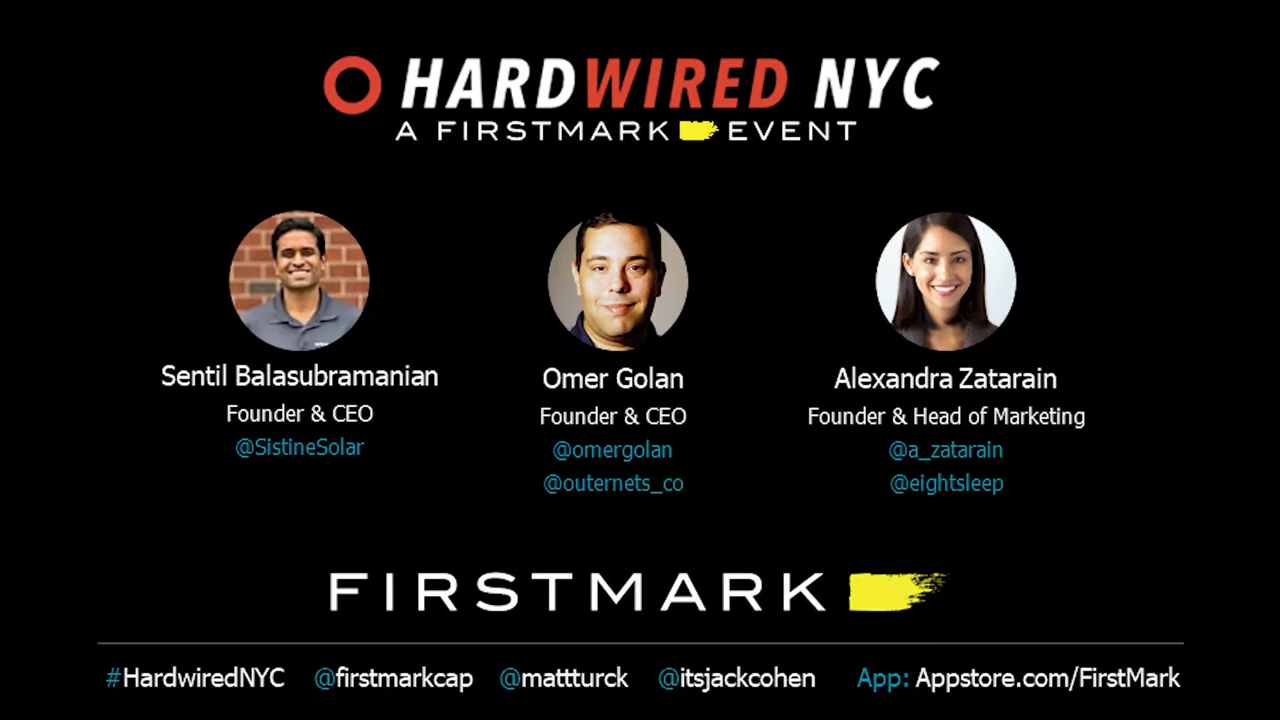 HARDWIRED NYC
A FIRSTMARK EVENT
Sentil Balasubramanian
Founder & CEO
@SistineSolar
Omer Golan
Founder & CEO
@omergolan
@outernets_co
Alexandra Zatarain
Founder & Head of Marketing
@a_zatarain
@eightsleep
FIRSTMARK
#HardwiredNYC @firstmarkcap @mattturck @itsjackcohen App: Appstore.com/FirstMark